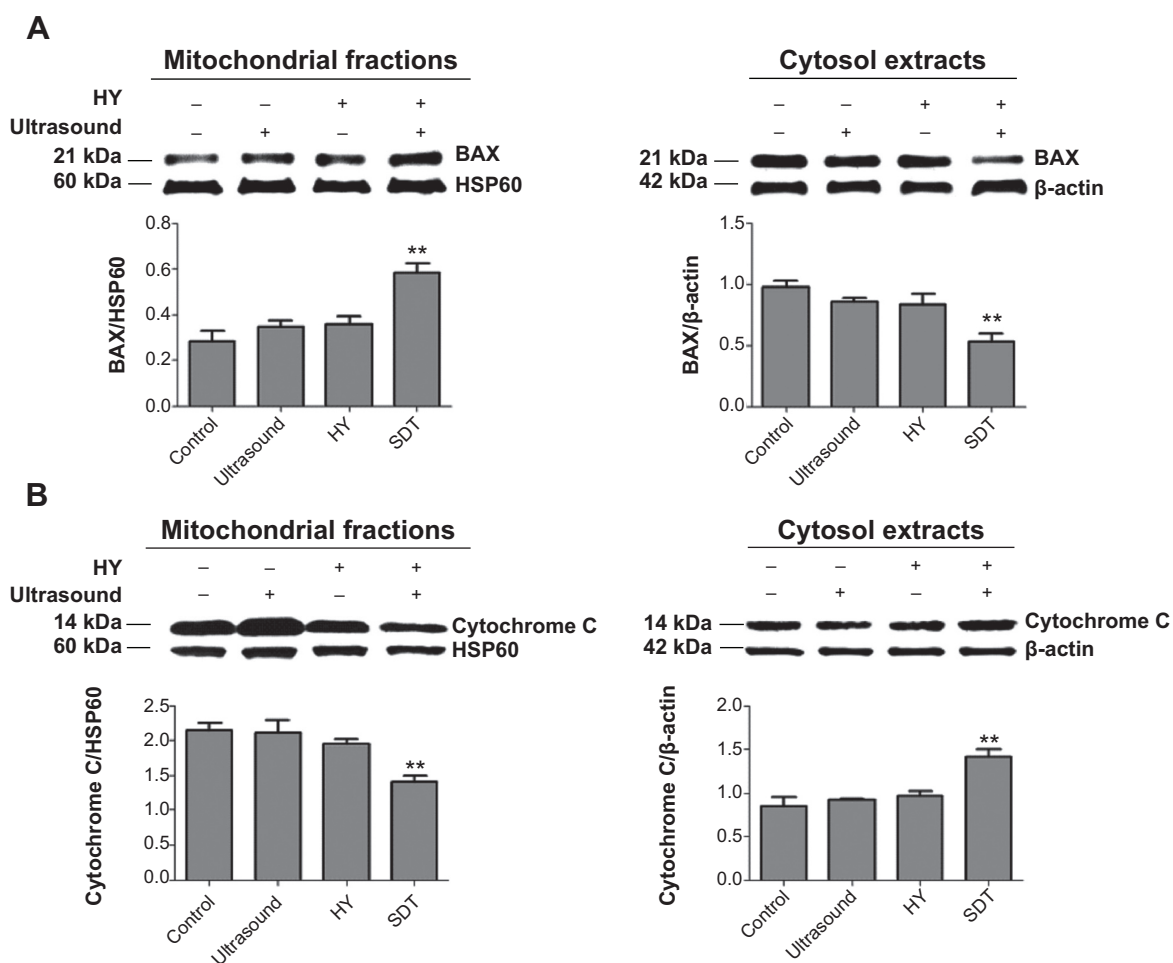 A
Mitochondrial fractions
HY – – + +
Ultrasound – + – +
21 kDa BAX
60 kDa HSP60
BAX/HSP60
0.8
0.6
0.4
0.2
0.0
**
Control Ultrasound HY SDT
Cytosol extracts
– – + +
– + – +
21 kDa BAX
42 kDa β-actin
BAX/β-actin
1.5
1.0
0.5
0.0
**
Control Ultrasound HY SDT
B
Mitochondrial fractions
HY – – + +
Ultrasound – + – +
14 kDa Cytochrome C
60 kDa HSP60
Cytochrome C/HSP60
2.5
2.0
1.5
1.0
0.5
0.0
**
Control Ultrasound HY SDT
Cytosol extracts
– – + +
– + – +
14 kDa Cytochrome C
42 kDa β-actin
Cytochrome C/β-actin
2.0
1.5
1.0
0.5
0.0
**
Control Ultrasound HY SDT